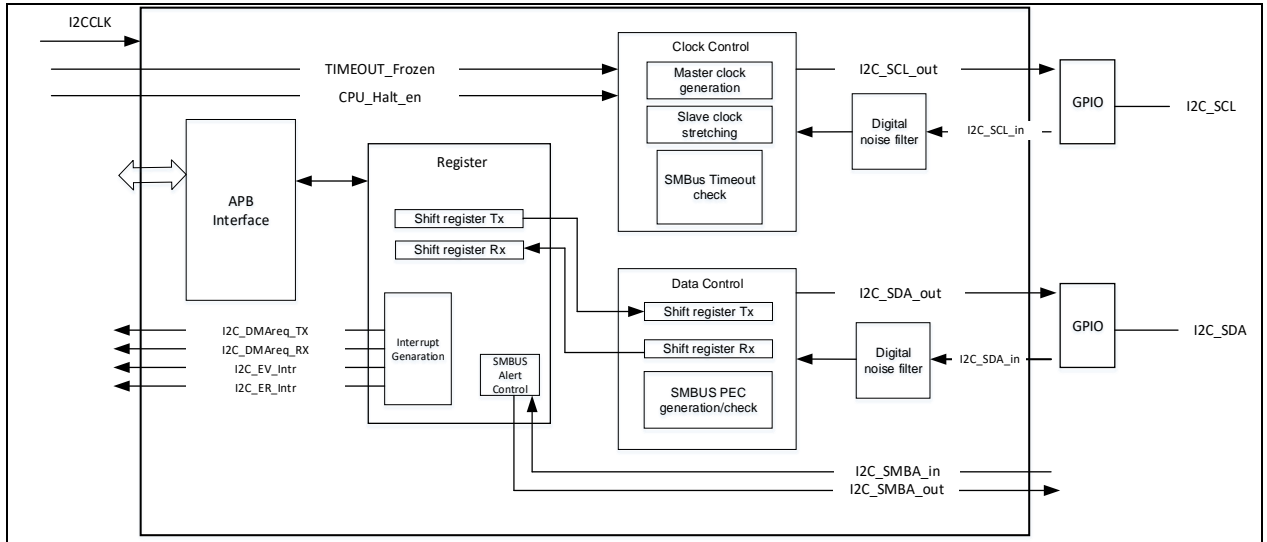 I2CCLK
TIMEOUT_Frozen
CPU_Halt_en
Clock Control
Master clock
generation
Slave clock
stretching
SMBus Timeout
check
I2C_SCL_out
Digital
noise filter
I2C_SCL_in
GPIO
I2C_SCL
APB
Interface
Register
Shift register Tx
Shift register Rx
Interrupt
Genaration
SMBUS
Alert
Control
I2C_DMAreq_TX
I2C_DMAreq_RX
I2C_EV_Intr
I2C_ER_Intr
Data Control
Shift register Tx
Shift register Rx
SMBUS PEC
generation/check
I2C_SDA_out
Digital
noise filter
I2C_SDA_in
GPIO
I2C_SDA
I2C_SMBA_in
I2C_SMBA_out